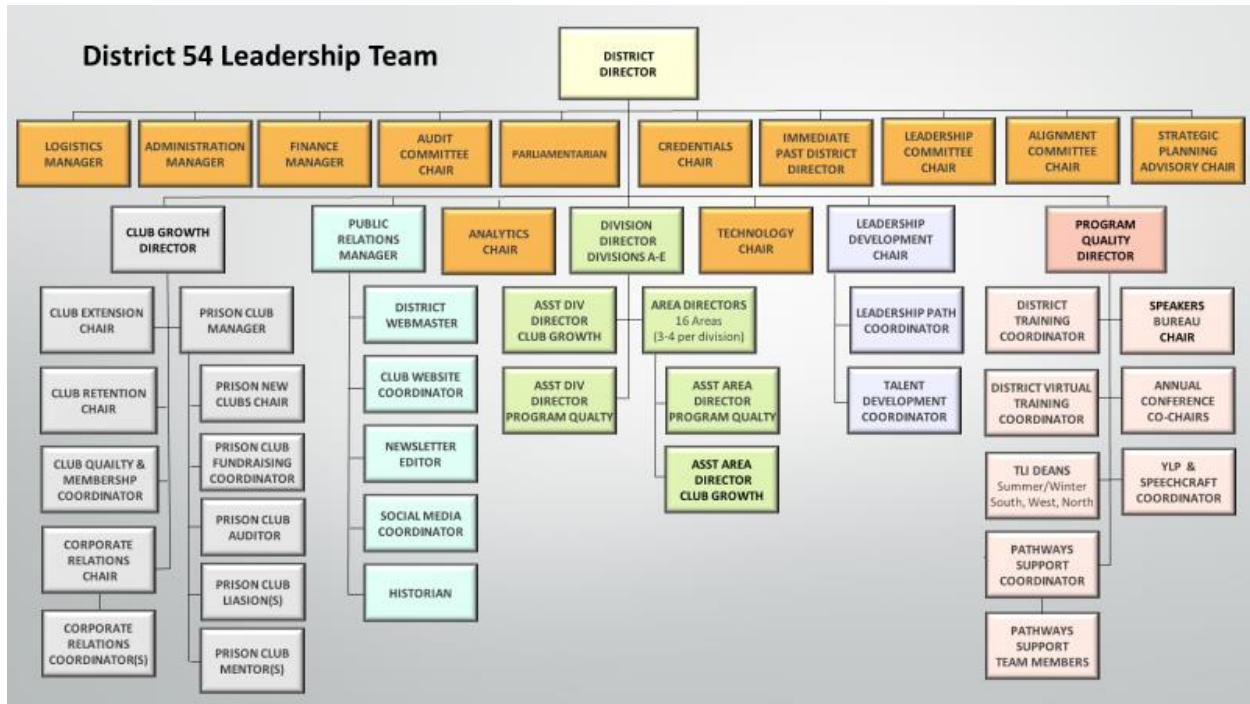 District 54 Leadership Team
DISTRICT
DIRECTOR
LOGISTICS
MANAGER
ADMINISTRATION
MANAGER
FINANCE
MANAGER
AUDIT
COMMITTEE
CHAIR
PARLIAMENTARIAN
CREDENTIALS
CHAIR
IMMEDIATE
PAST DISTRICT
DIRECTOR
LEADERSHIP
COMMITTEE
CHAIR
ALIGNMENT
COMMITTEE
CHAIR
STRATEGIC
PLANNING
ADVISORY CHAIR
CLUB GROWTH
DIRECTOR
PUBLIC
RELATIONS
MANAGER
ANALYTICS
CHAIR
DIVISION
DIRECTOR
DIVISIONS A-E
TECHNOLOGY
CHAIR
LEADERSHIP
DEVELOPMENT
CHAIR
PROGRAM
QUALITY
DIRECTOR
CLUB EXTENSION
CHAIR
CLUB RETENTION
CHAIR
CLUB QUAILTY &
MEMBERSHP
COORDINATOR
CORPORATE
RELATIONS
CHAIR
CORPORATE
RELATIONS
COORDINATOR(S)
PRISON CLUB
MANAGER
PRISON NEW
CLUBS CHAIR
PRISON CLUB
FUNDRAISING
COORDINATOR
PRISON CLUB
AUDITOR
PRISON CLUB
LIASION(S)
PRISON CLUB
MENTOR(S)
DISTRICT
WEBMASTER
CLUB WEBSITE
COORDINATOR
NEWSLETTER
EDITOR
SOCIAL MEDIA
COORDINATOR
HISTORIAN
ASST DIV
DIRECTOR
CLUB GROWTH
ASST DIV
DIRECTOR
PROGRAM QUALTY
AREA DIRECTORS
16 Areas
(3-4 per division)
ASST AREA
DIRECTOR
PROGRAM QUALTY
ASST AREA
DIRECTOR
CLUB GROWTH
LEADERSHIP PATH
COORDINATOR
TALENT
DEVELOPMENT
COORDINATOR
DISTRICT
TRAINING
COORDINATOR
DISTRICT VIRTUAL
TRAINING
COORDINATOR
TLI DEANS
Summer/Winter
South, West, North
PATHWAYS
SUPPORT
COORDINATOR
PATHWAYS
SUPPORT
TEAM MEMBERS
SPEAKERS
BUREAU
CHAIR
ANNUAL
CONFERENCE
CO-CHAIRS
YLP &
SPEECHCRAFT
COORDINATOR